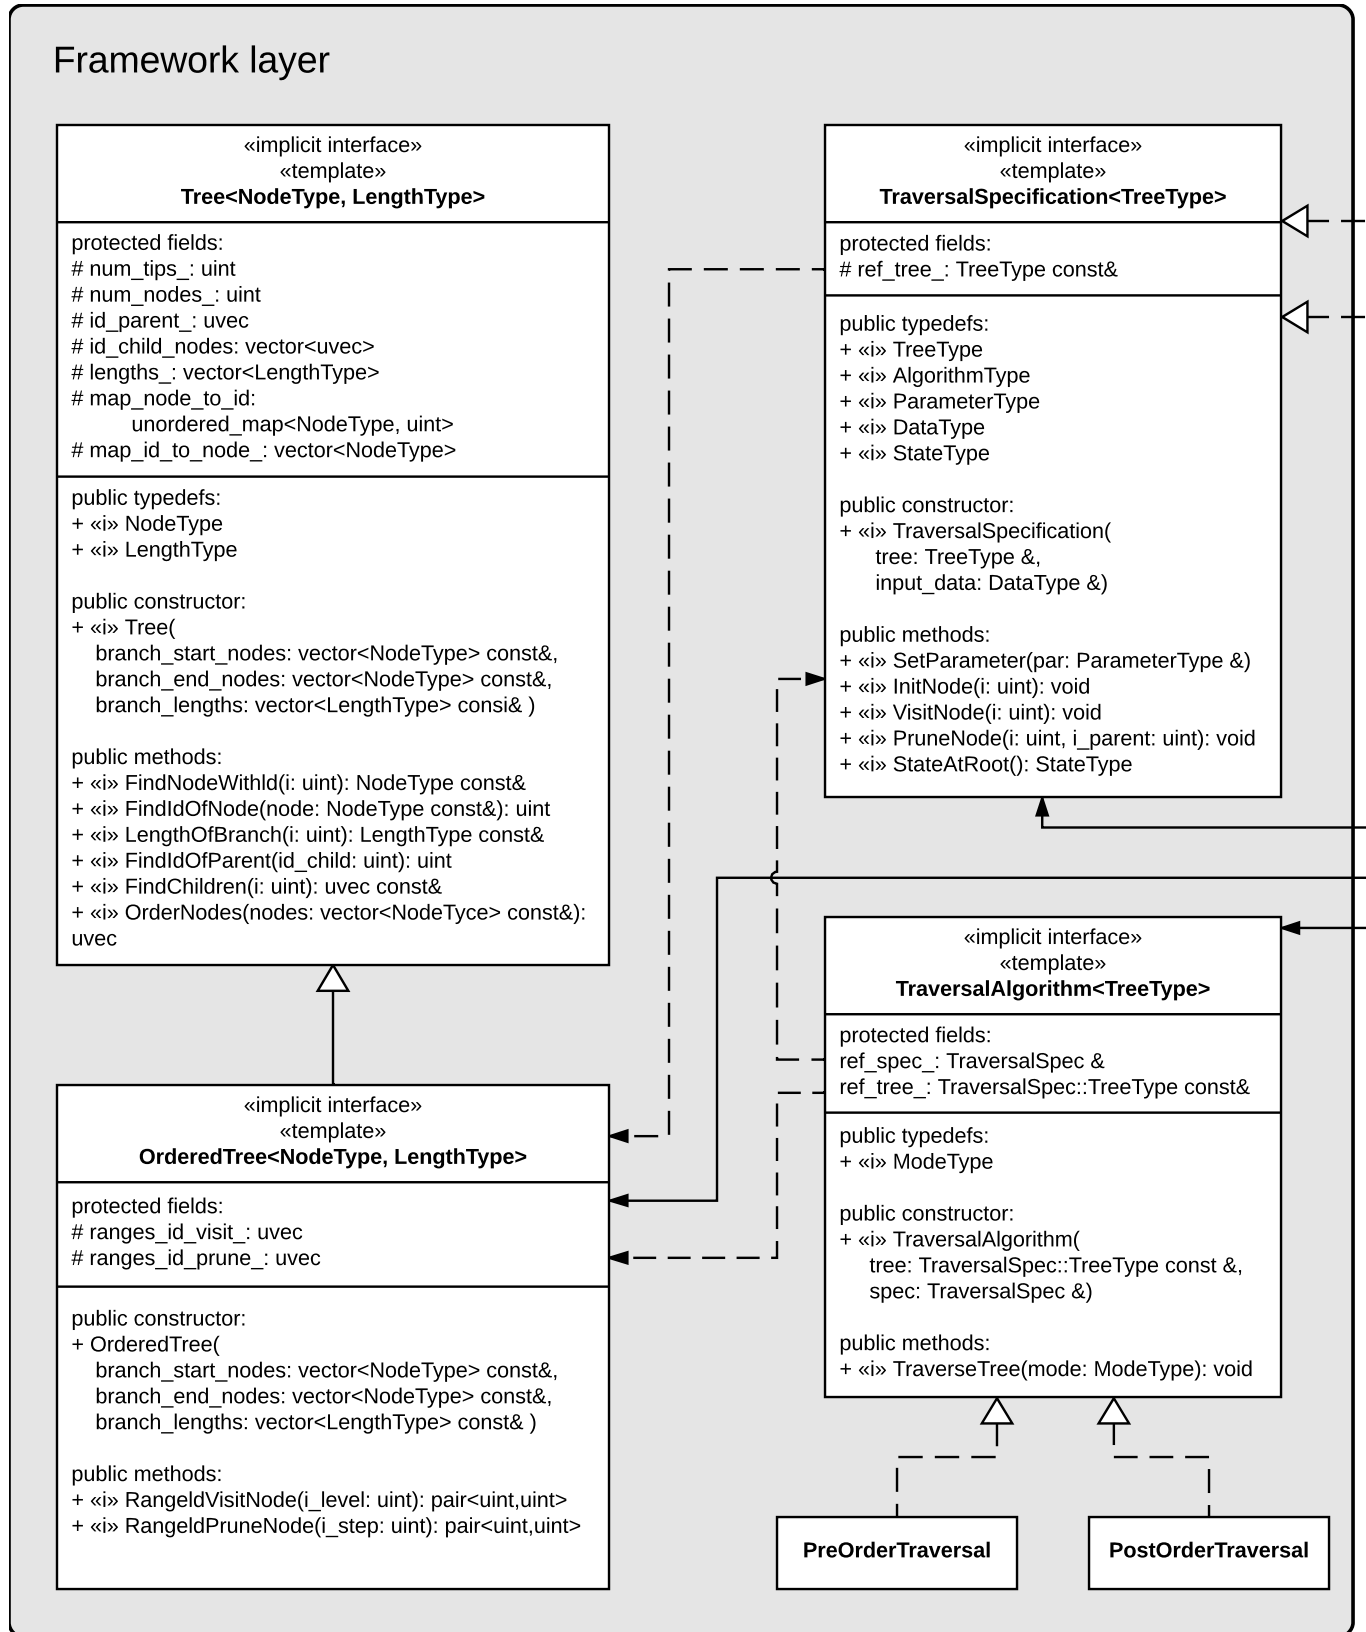 Framework layer
«implicit interface»
«template»
Tree<NodeType, LengthType>
protected fields:
# num_tips_: uint
# num_nodes_: uint
# id_parent_: uvec
# id_child_nodes: vector<uvec>
# lengths_: vector<LengthType>
# map_node_to_id:
unordered_map<NodeType, uint>
# map_id_to_node_: vector<NodeType>
public typedefs:
+ «i» NodeType
+ «i» LengthType
public constructor:
+ «i» Tree(
branch_start_nodes: vector<NodeType> const&,
branch_end_nodes: vector<NodeType> const&,
branch_lengths: vector<LengthType> consi& )
public methods:
+ «i» FindNodeWithId(i: uint): NodeType const&
+ «i» FindIdOfNode(node: NodeType const&): uint
+ «i» LengthOfBranch(i: uint): LengthType const&
+ «i» FindIdOfParent(id_child: uint): uint
+ «i» FindChildren(i: uint): uvec const&
+ «i» OrderNodes(nodes: vector<NodeTyce> const&):
uvec
«implicit interface»
«template»
OrderedTree<NodeType, LengthType>
protected fields:
# ranges_id_visit_: uvec
# ranges_id_prune_: uvec
public constructor:
+ OrderedTree(
branch_start_nodes: vector<NodeType> const&,
branch_end_nodes: vector<NodeType> const&,
branch_lengths: vector<LengthType> const& )
public methods:
+ «i» RangeIdVisitNode(i_level: uint): pair<uint,uint>
+ «i» RangeIdPruneNode(i_step: uint): pair<uint,uint>
«implicit interface»
«template»
TraversalSpecification<TreeType>
protected fields:
# ref_tree_: TreeType const&
public typedefs:
+ «i» TreeType
+ «i» AlgorithmType
+ «i» ParameterType
+ «i» DataType
+ «i» StateType
public constructor:
+ «i» TraversalSpecification(
tree: TreeType &,
input_data: DataType &)
public methods:
+ «i» SetParameter(par: ParameterType &)
+ «i» InitNode(i: uint): void
+ «i» VisitNode(i: uint): void
+ «i» PruneNode(i: uint, i_parent: uint): void
+ «i» StateAtRoot(): StateType
«implicit interface»
«template»
TraversalAlgorithm<TreeType>
protected fields:
ref_spec_: TraversalSpec &
ref_tree_: TraversalSpec::TreeType const&
public typedefs:
+ «i» ModeType
public constructor:
+ «i» TraversalAlgorithm(
tree: TraversalSpec::TreeType const &,
spec: TraversalSpec &)
public methods:
+ «i» TraverseTree(mode: ModeType): void
PreOrderTraversal
PostOrderTraversal